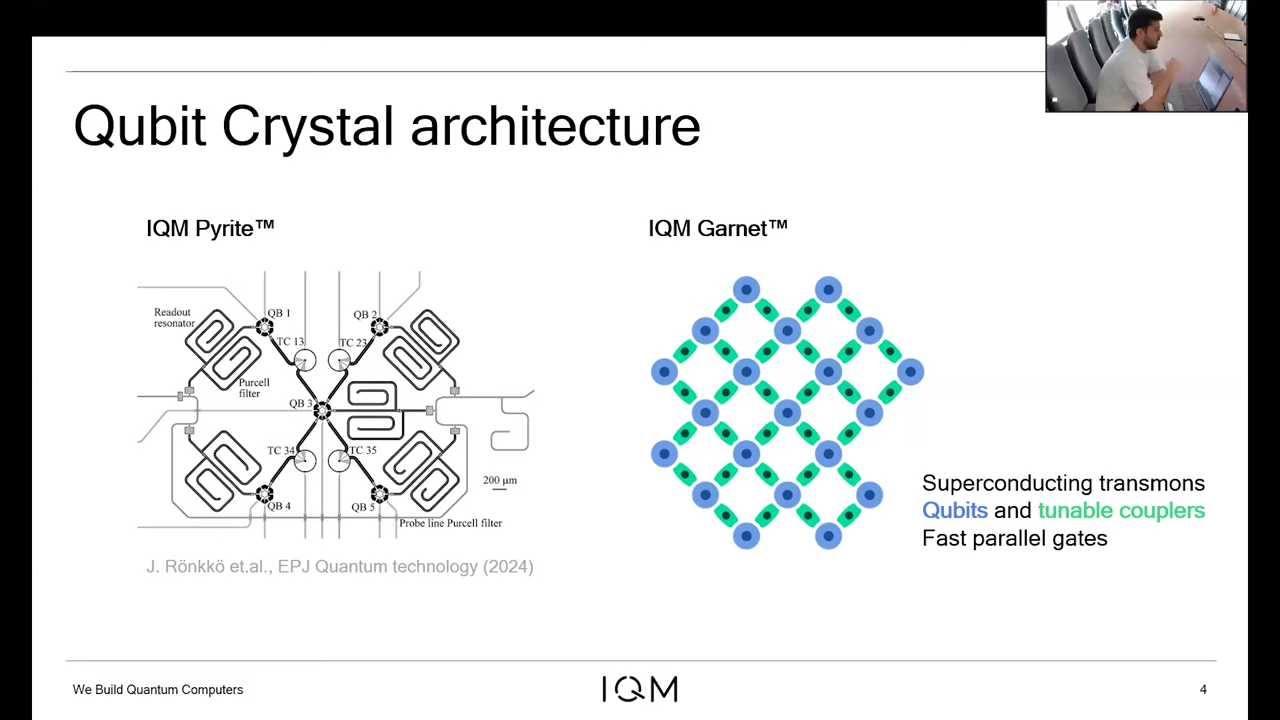 Qubit Crystal architecture
IQM Pyrite™
IQM Garnet™
Readout
resonator
QB 1
QB 2
TC 13
TC 23
Purcell
filter
QB 3
TC 34
TC 35
200 μm
QB 4
QB 5
Probe line Purcell filter
J. Rönkkö et.al., EPJ Quantum technology (2024)
Superconducting transmons
Qubits and tunable couplers
Fast parallel gates
We Build Quantum Computers
IQM
4